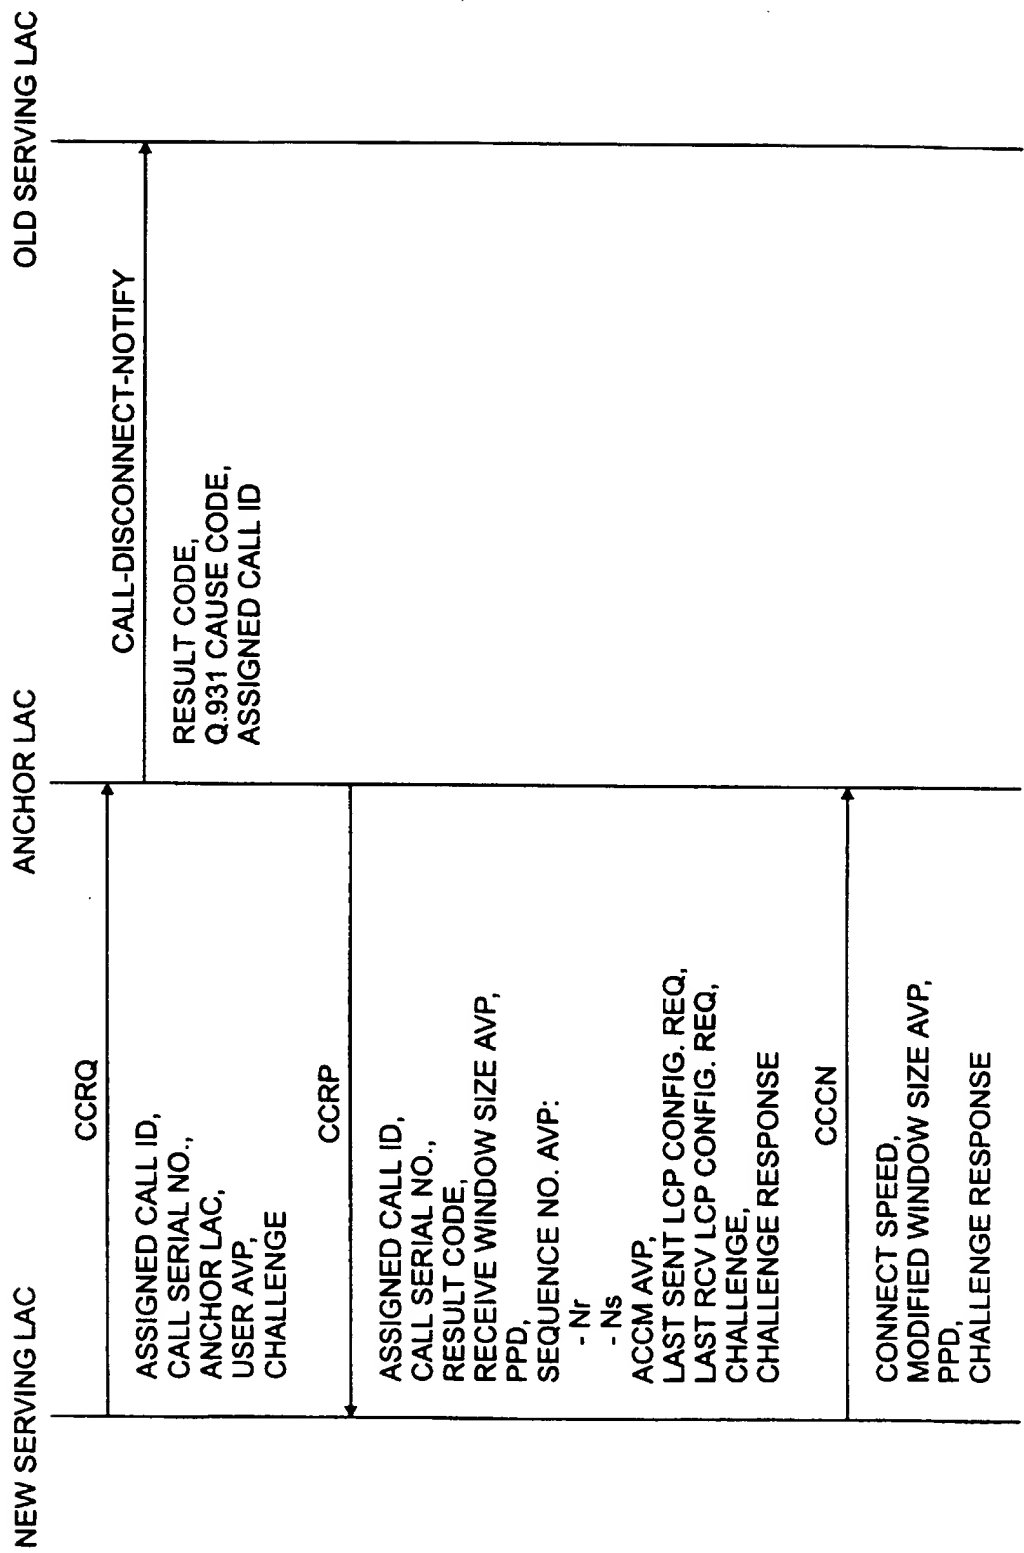 NEW SERVING LAC
ANCHOR LAC
OLD SERVING LAC
CCRQ
ASSIGNED CALL ID,
CALL SERIAL NO.,
ANCHOR LAC,
USER AVP,
CHALLENGE
CALL-DISCONNECT-NOTIFY
RESULT CODE,
Q.931 CAUSE CODE,
ASSIGNED CALL ID
CCRP
ASSIGNED CALL ID,
CALL SERIAL NO.,
RESULT CODE,
RECEIVE WINDOW SIZE AVP,
PPD,
SEQUENCE NO. AVP:
- Nr
- Ns
ACCM AVP,
LAST SENT LCP CONFIG. REQ,
LAST RCV LCP CONFIG. REQ,
CHALLENGE,
CHALLENGE RESPONSE
CCCN
CONNECT SPEED,
MODIFIED WINDOW SIZE AVP,
PPD,
CHALLENGE RESPONSE